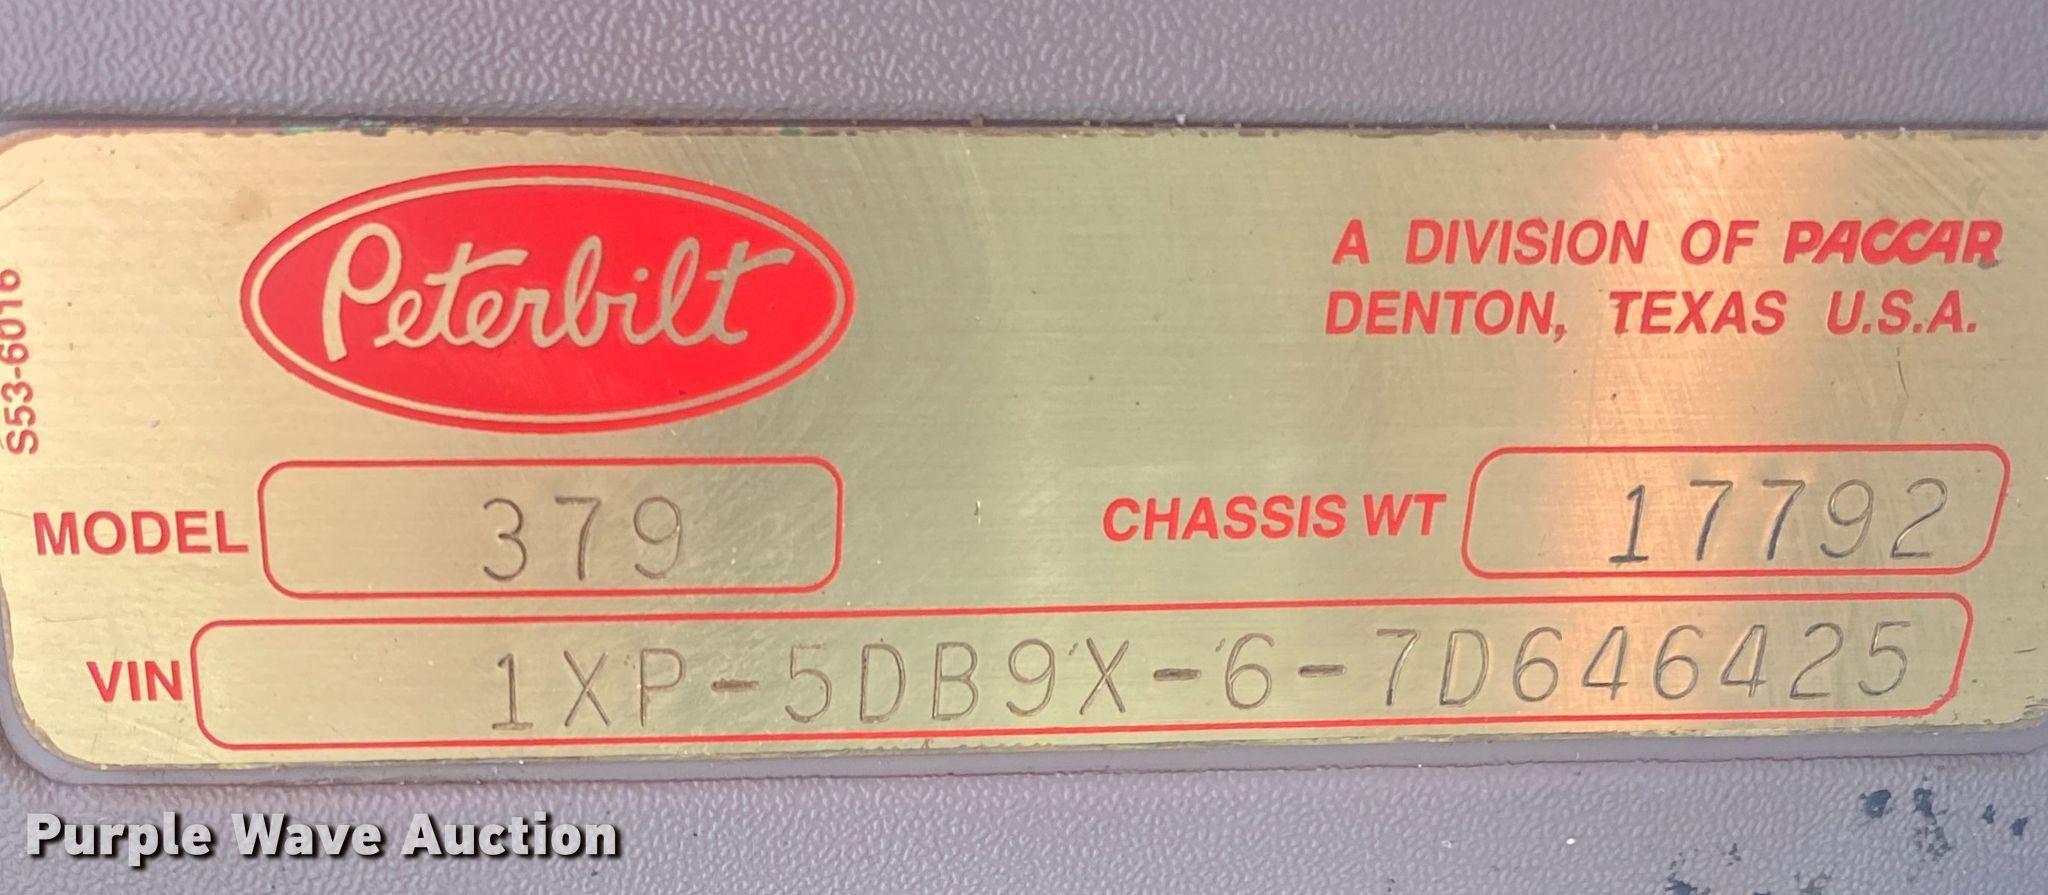 Peterbilt
A DIVISION OF PACCAR
DENTON, TEXAS U.S.A.
S53-6016
MODEL 379
CHASSIS WT 17792
VIN 1XP-5DB9X-6-7D646425
Purple Wave Auction